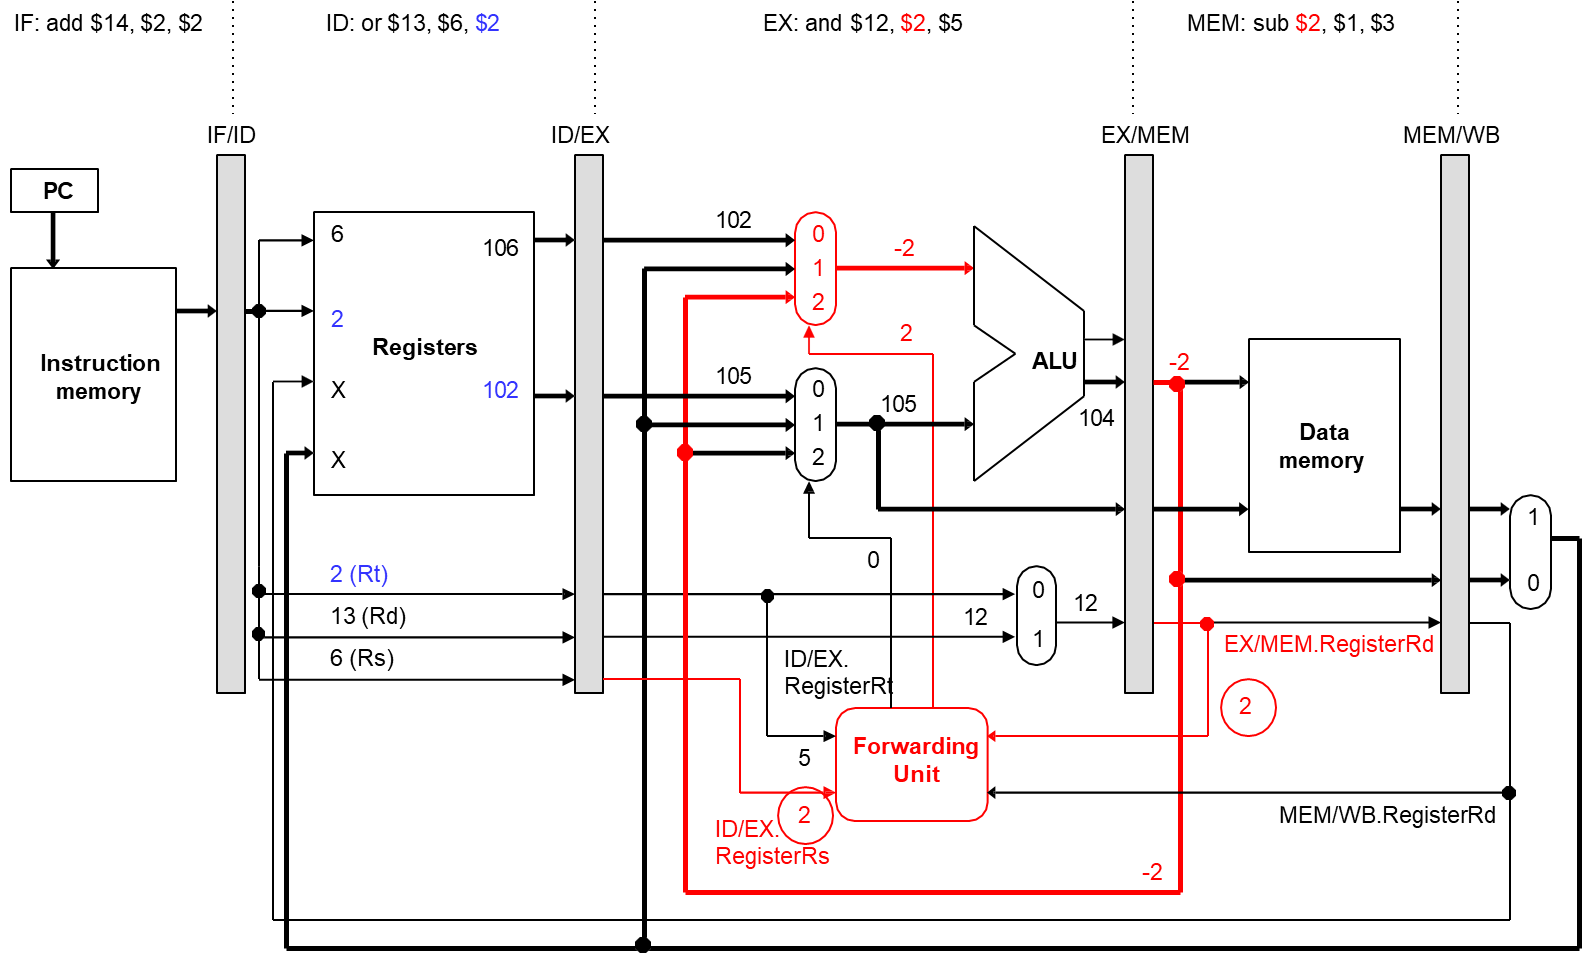 IF: add $14, $2, $2
ID: or $13, $6, $2
EX: and $12, $2, $5
MEM: sub $2, $1, $3
IF/ID
ID/EX
EX/MEM
MEM/WB
PC
Instruction
memory
6
2
X
X
Registers
106
102
102
105
0
1
2
0
1
2
-2
2
105
0
ALU
104
-2
Data
memory
1
0
2 (Rt)
13 (Rd)
6 (Rs)
12
0
1
12
ID/EX.
RegisterRt
EX/MEM.RegisterRd
2
5
Forwarding
Unit
2
ID/EX.
RegisterRs
MEM/WB.RegisterRd
-2